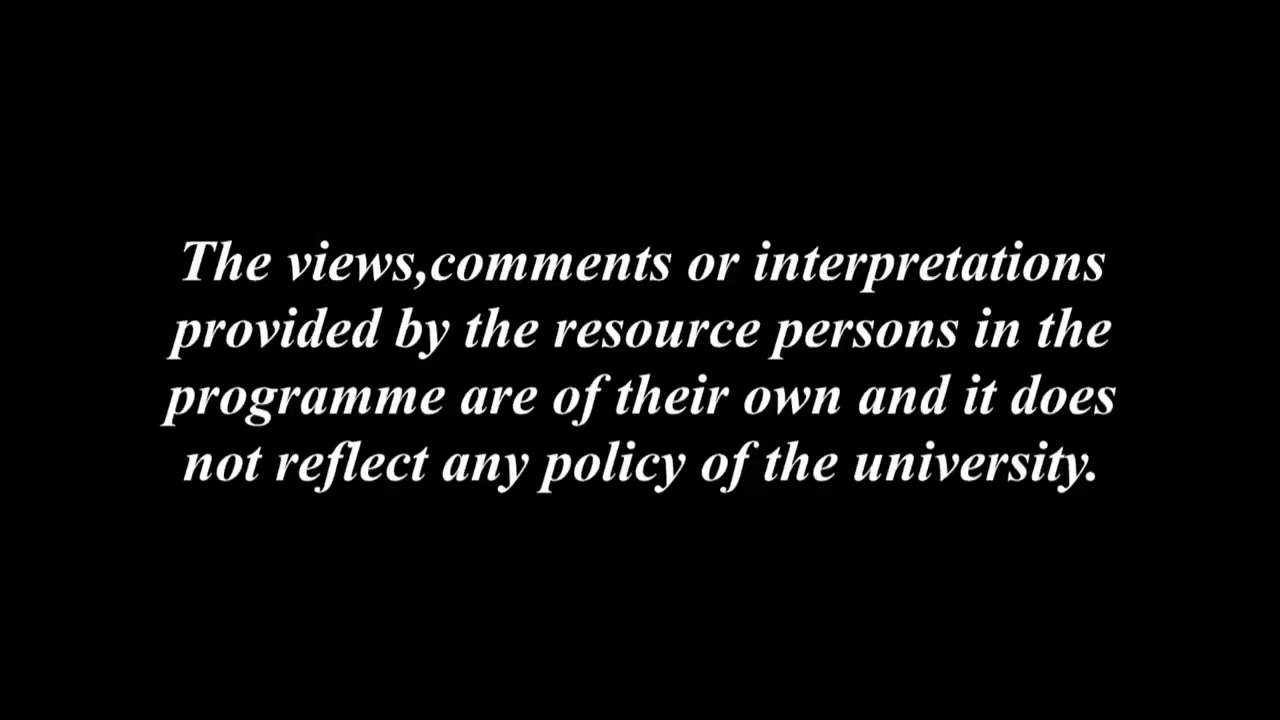 The views,comments or interpretations
provided by the resource persons in the
programme are of their own and it does
not reflect any policy of the university.